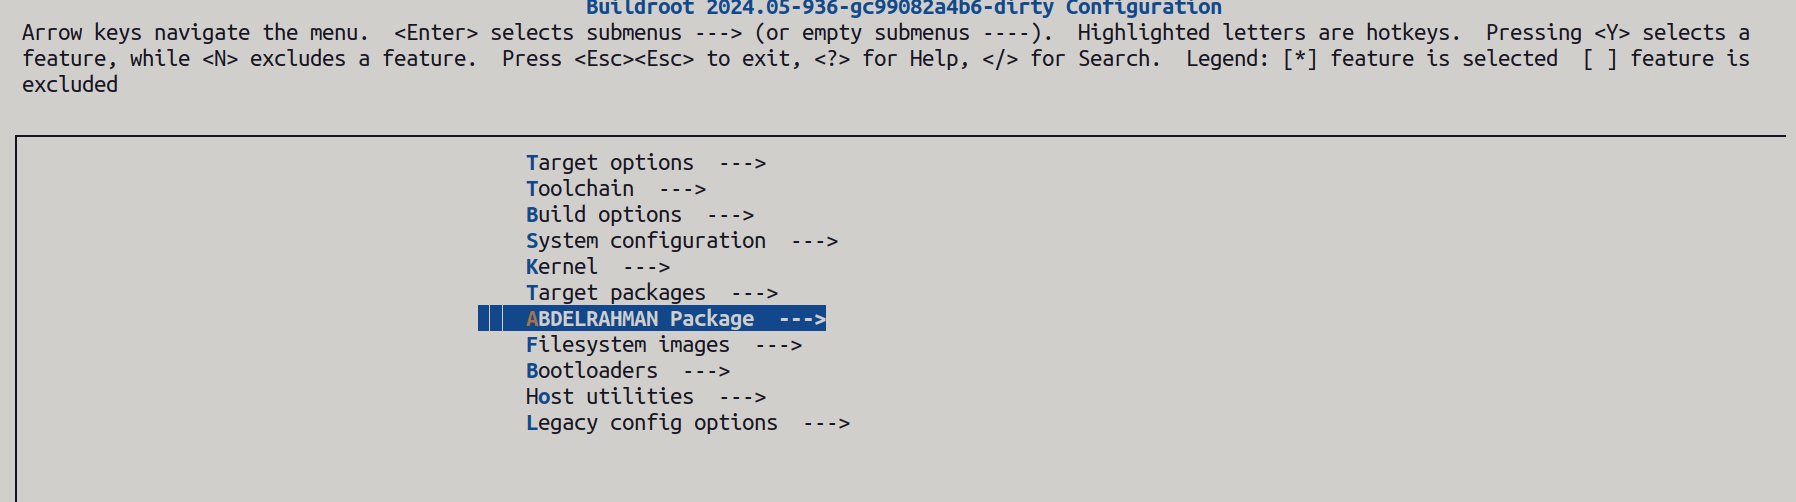 Buildroot 2024.05-936-gc99082a4b6-dirty Configuration
Arrow keys navigate the menu.  <Enter> selects submenus ---> (or empty submenus ----).  Highlighted letters are hotkeys.  Pressing <Y> selects a
feature, while <N> excludes a feature.  Press <Esc><Esc> to exit, <?> for Help, </> for Search.  Legend: [*] feature is selected  [ ] feature is
excluded
Target options  --->
Toolchain  --->
Build options  --->
System configuration  --->
Kernel  --->
Target packages  --->
ABDELRAHMAN Package  --->
Filesystem images  --->
Bootloaders  --->
Host utilities  --->
Legacy config options  --->